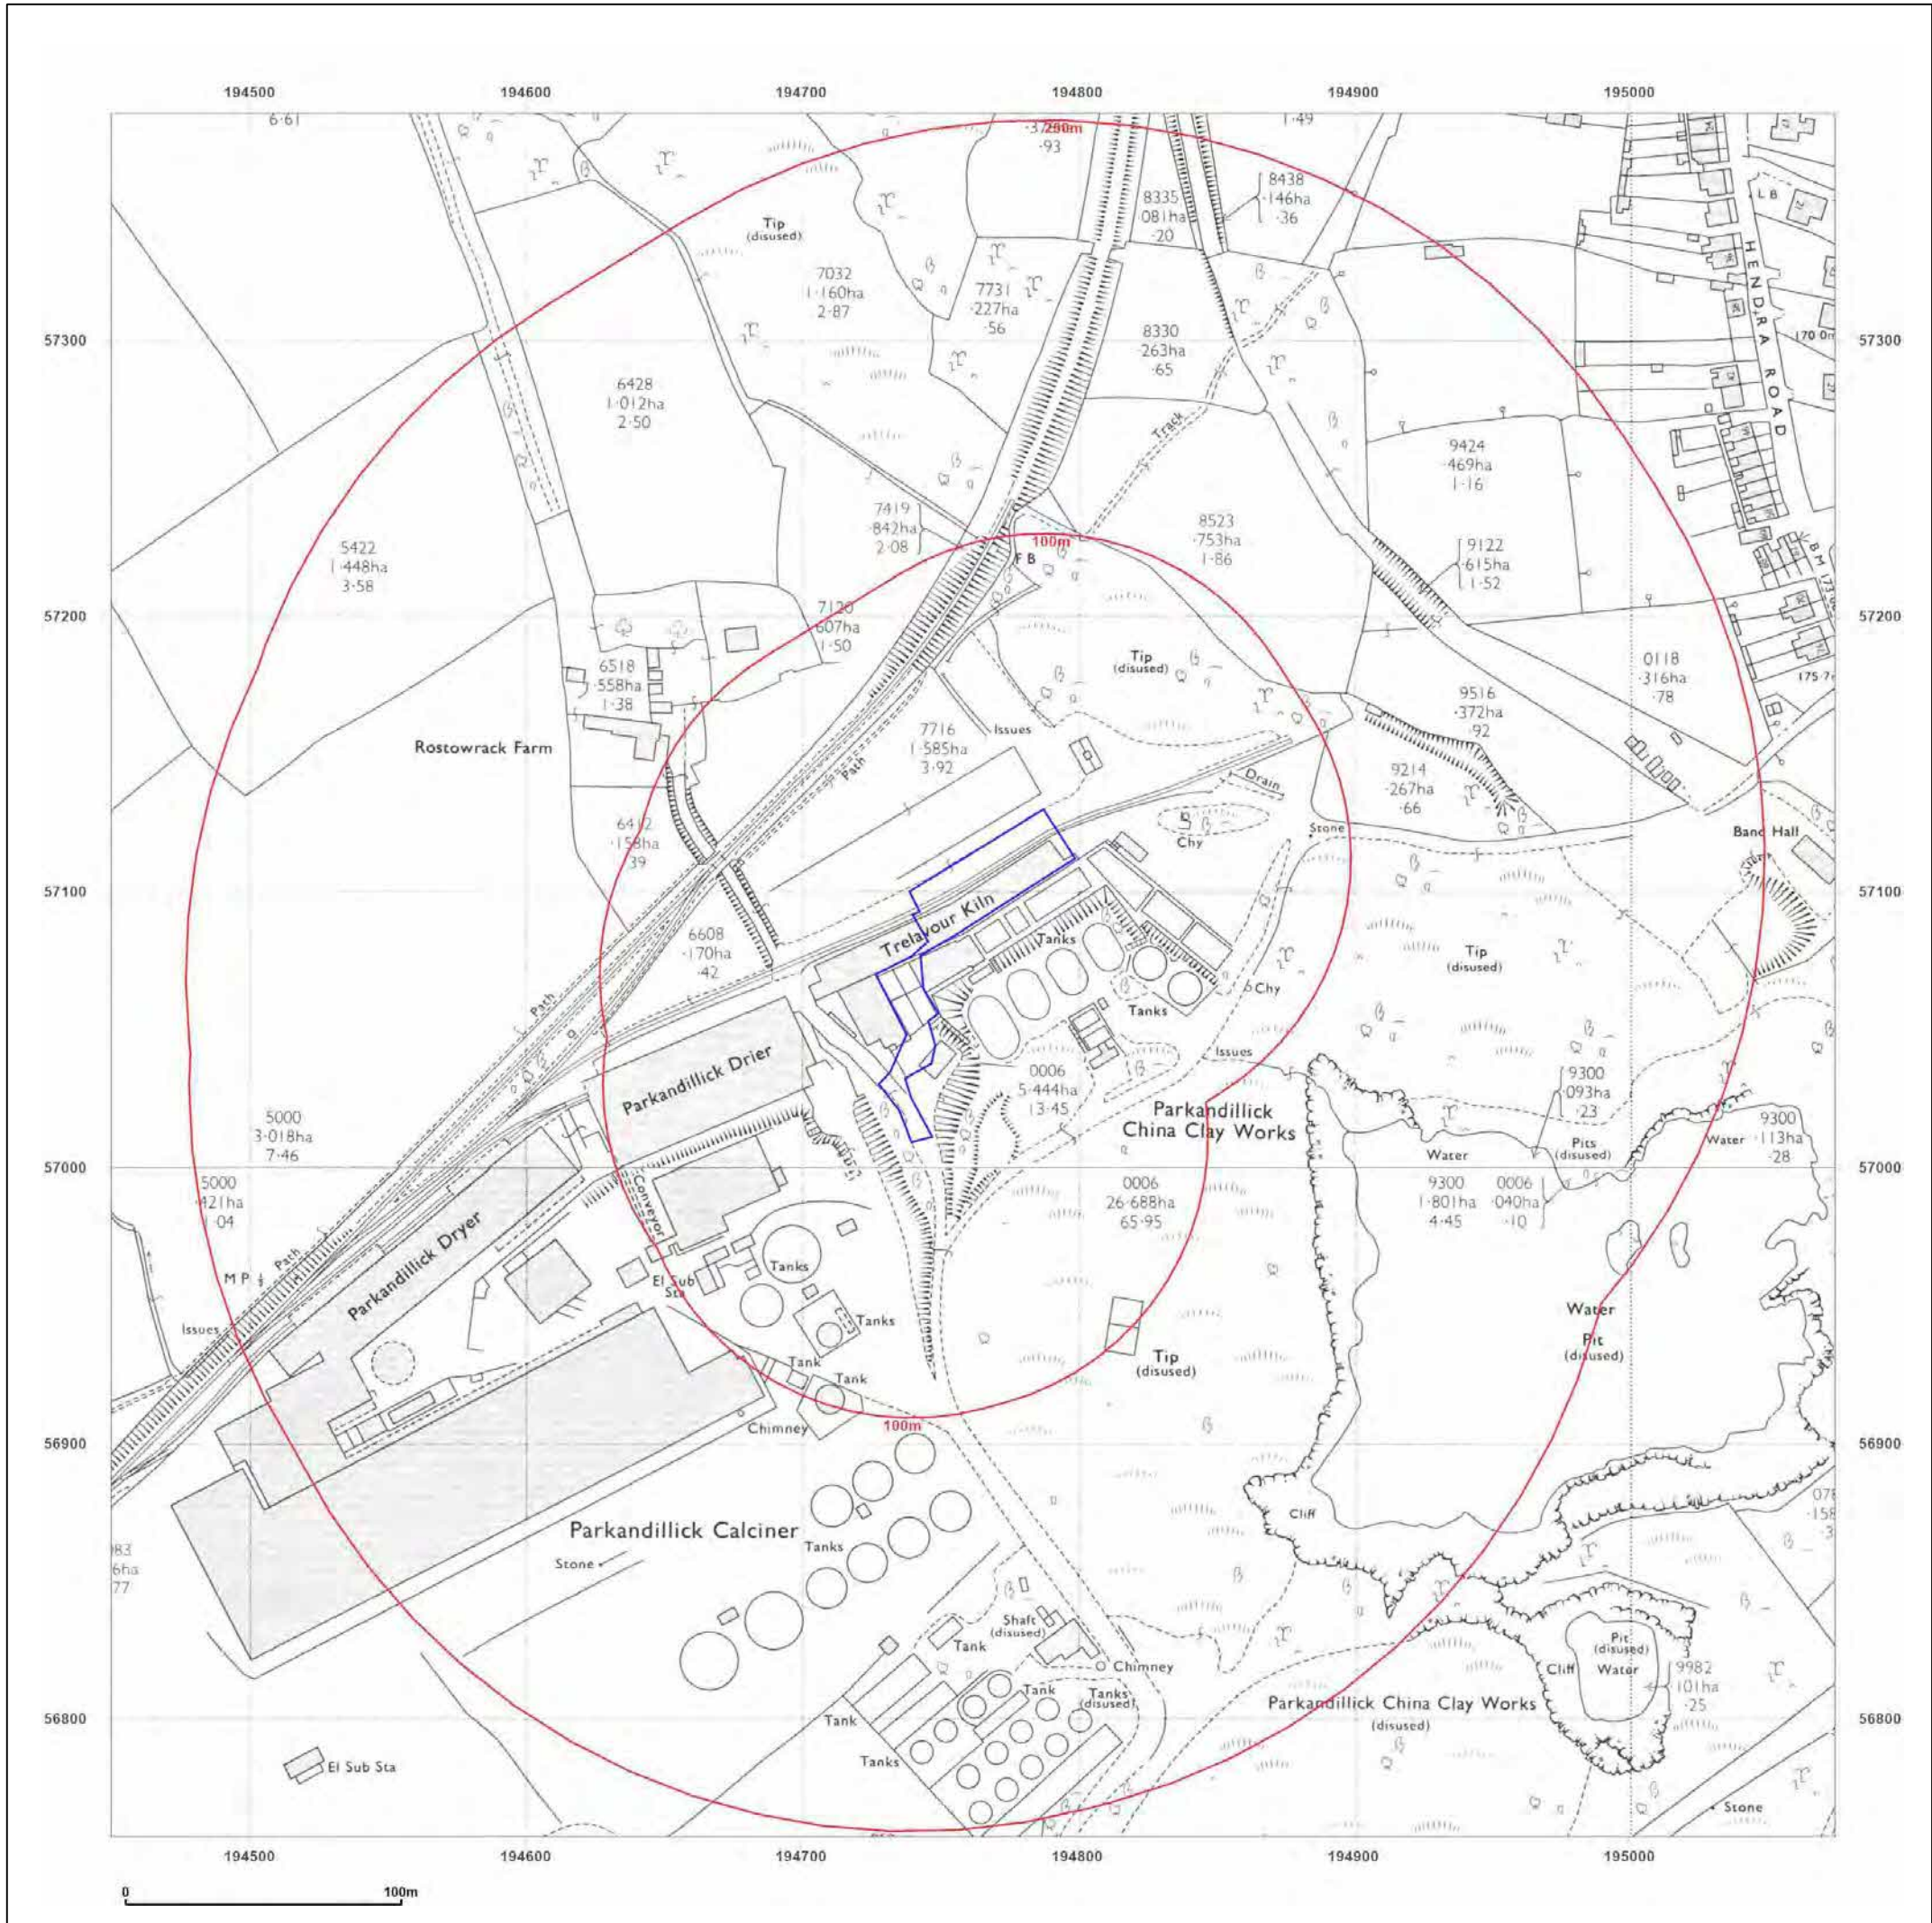 194500
194600
194700
194800
194900
195000
6·61
250m
·93
1·49
8438
·146ha
·36
8335
·081ha
·20
L B
HENDRA ROAD
Tip
(disused)
7032
1·160ha
2·87
7731
·227ha
·56
8330
·263ha
·65
57300
57300
170·0m
6428
1·012ha
2·50
Track
9424
·469ha
1·16
7419
·842ha
2·08
8523
·753ha
1·86
100m
F B
9122
·615ha
1·52
B M 173·0
5422
1·448ha
3·58
57200
57200
7120
·607ha
1·50
6518
·558ha
1·38
Tip
(disused)
0118
·316ha
·78
175·7
9516
·372ha
·92
Rostowrack Farm
7716
1·585ha
3·92
Issues
Path
Drain
9214
·267ha
·66
6412
·158ha
·39
Chy
Stone
Band Hall
57100
57100
Trelavour Kiln
Tanks
6608
·170ha
·42
Tip
(disused)
Path
Chy
Tanks
Parkandillick Drier
Issues
0006
5·444ha
13·45
9300
·093ha
·23
Parkandillick
China Clay Works
5000
3·018ha
7·46
Water
Pits
(disused)
Water
9300
·113ha
·28
57000
57000
5000
·421ha
1·04
Conveyor
0006
26·688ha
65·95
9300
1·801ha
4·45
0006
·040ha
·10
Parkandillick Dryer
Path
M P
El Sub
Sta
Tanks
Issues
Tanks
Water
Pit
(disused)
Tip
(disused)
Tank
Tank
Chimney
100m
56900
56900
Cliff
Parkandillick Calciner
Tanks
Stone
83
6ha
77
Shaft
(disused)
Tank
Chimney
Pit
(disused)
Water
Cliff
9982
·101ha
·25
Tank
Tanks
(disused)
Parkandillick China Clay Works
(disused)
56800
56800
Tank
Tanks
El Sub Sta
Stone
194500
194600
194700
194800
194900
195000
0
100m